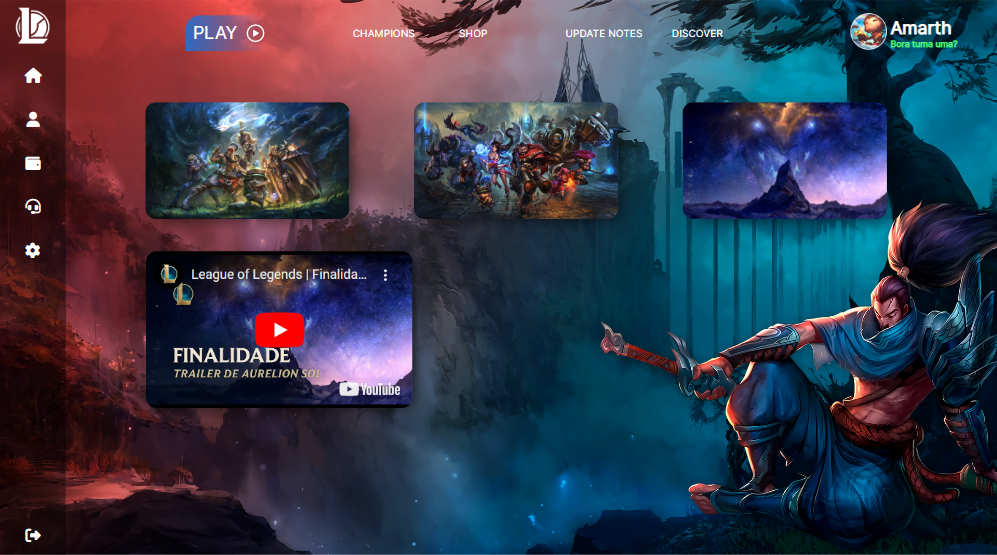 PLAY
CHAMPIONS
SHOP
UPDATE NOTES
DISCOVER
Amarth
Bora tuma uma?
League of Legends | Finalida...
FINALIDADE
TRAILER DE AURELION SOL
YouTube